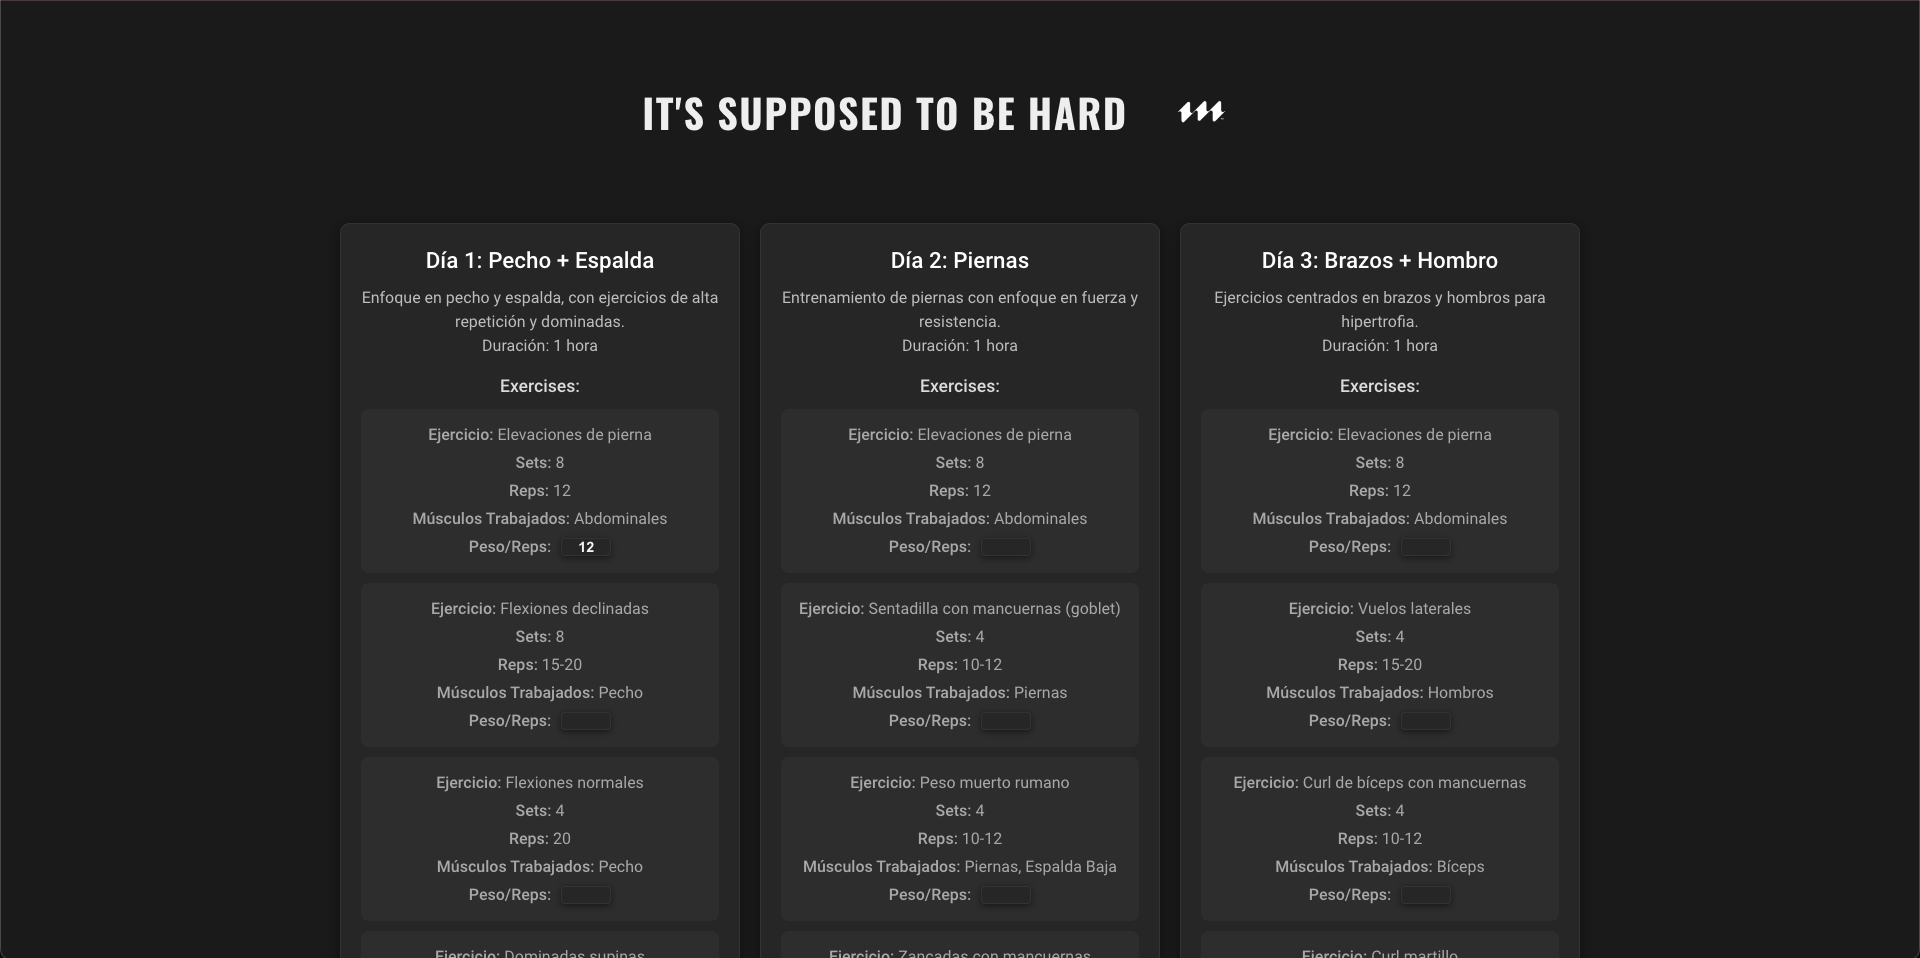 IT'S SUPPOSED TO BE HARD
Día 1: Pecho + Espalda
Enfoque en pecho y espalda, con ejercicios de alta
repetición y dominadas.
Duración: 1 hora
Exercises:
Ejercicio: Elevaciones de pierna
Sets: 8
Reps: 12
Músculos Trabajados: Abdominales
Peso/Reps: 12
Ejercicio: Flexiones declinadas
Sets: 8
Reps: 15-20
Músculos Trabajados: Pecho
Peso/Reps:
Ejercicio: Flexiones normales
Sets: 4
Reps: 20
Músculos Trabajados: Pecho
Peso/Reps:
Ejercicio: Dominadas supinas
Día 2: Piernas
Entrenamiento de piernas con enfoque en fuerza y
resistencia.
Duración: 1 hora
Exercises:
Ejercicio: Elevaciones de pierna
Sets: 8
Reps: 12
Músculos Trabajados: Abdominales
Peso/Reps:
Ejercicio: Sentadilla con mancuernas (goblet)
Sets: 4
Reps: 10-12
Músculos Trabajados: Piernas
Peso/Reps:
Ejercicio: Peso muerto rumano
Sets: 4
Reps: 10-12
Músculos Trabajados: Piernas, Espalda Baja
Peso/Reps:
Ejercicio: Zancadas con mancuernas
Día 3: Brazos + Hombro
Ejercicios centrados en brazos y hombros para
hipertrofia.
Duración: 1 hora
Exercises:
Ejercicio: Elevaciones de pierna
Sets: 8
Reps: 12
Músculos Trabajados: Abdominales
Peso/Reps:
Ejercicio: Vuelos laterales
Sets: 4
Reps: 15-20
Músculos Trabajados: Hombros
Peso/Reps:
Ejercicio: Curl de bíceps con mancuernas
Sets: 4
Reps: 10-12
Músculos Trabajados: Bíceps
Peso/Reps:
Ejercicio: Curl martillo